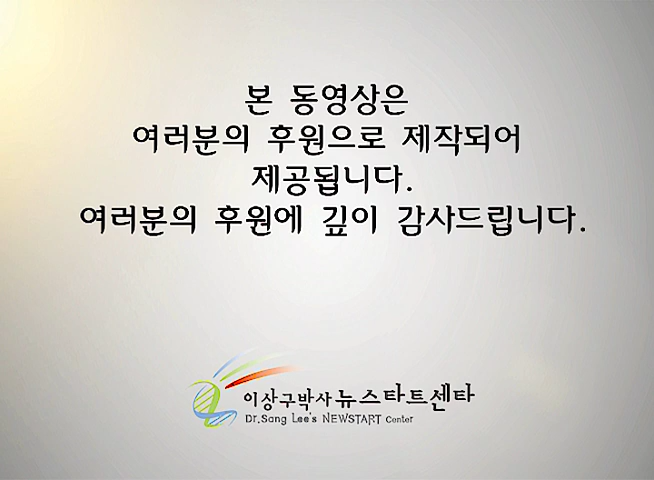 본 동영상은
여러분의 후원으로 제작되어
제공됩니다.
여러분의 후원에 깊이 감사드립니다.
이상구박사 뉴스타트센타
Dr.Sang Lee's NEWSTART Center